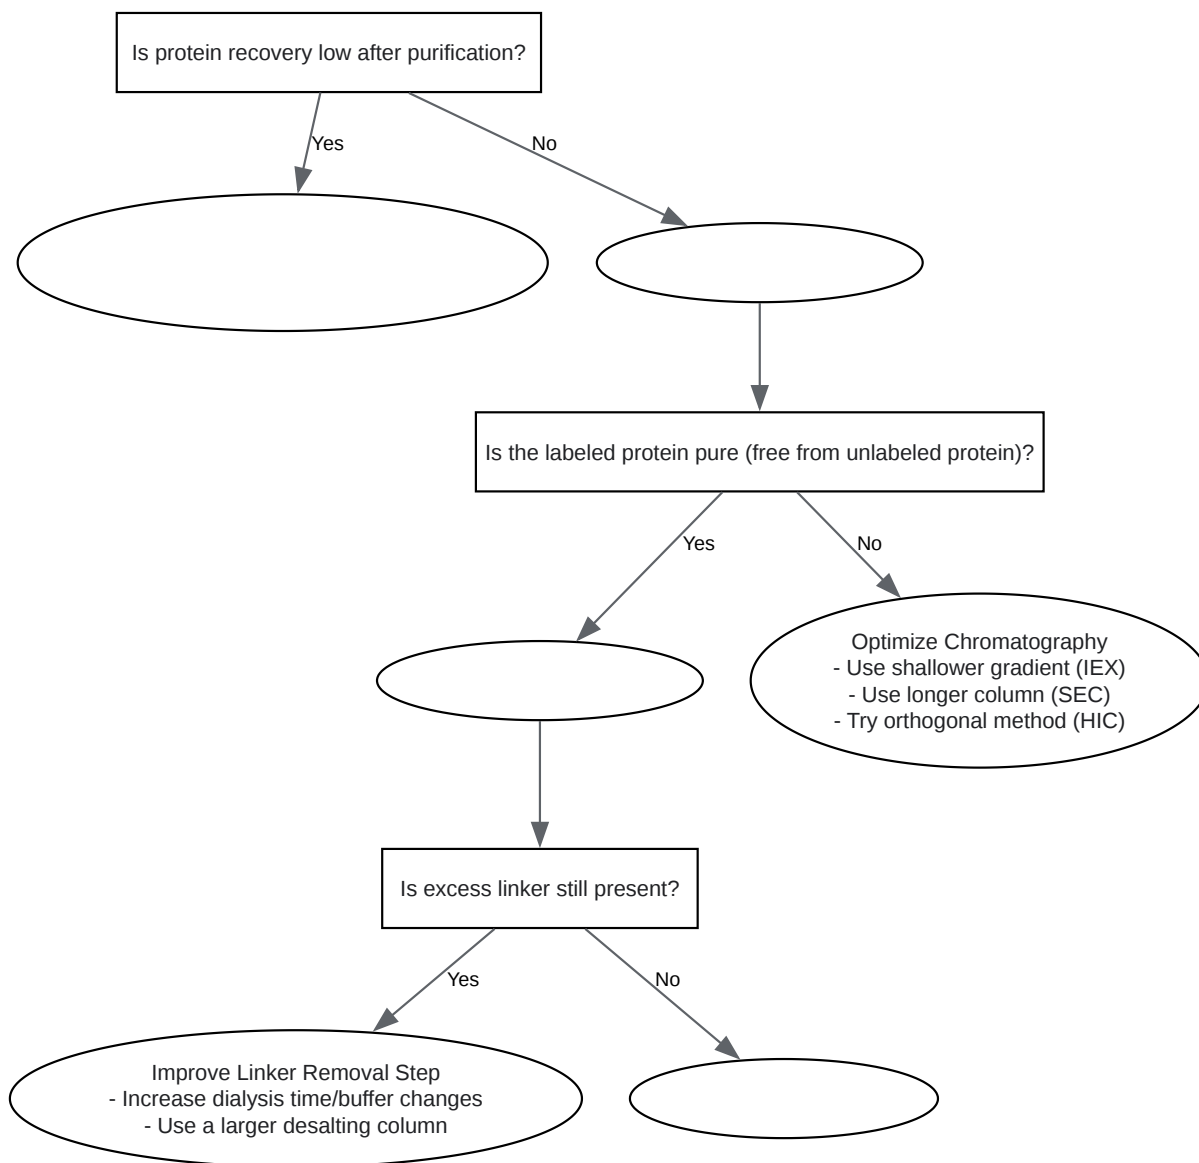 Is protein recovery low after purification?
Yes
No
Is the labeled protein pure (free from unlabeled protein)?
Yes
No
Optimize Chromatography
- Use shallower gradient (IEX)
- Use longer column (SEC)
- Try orthogonal method (HIC)
Is excess linker still present?
Yes
No
Improve Linker Removal Step
- Increase dialysis time/buffer changes
- Use a larger desalting column